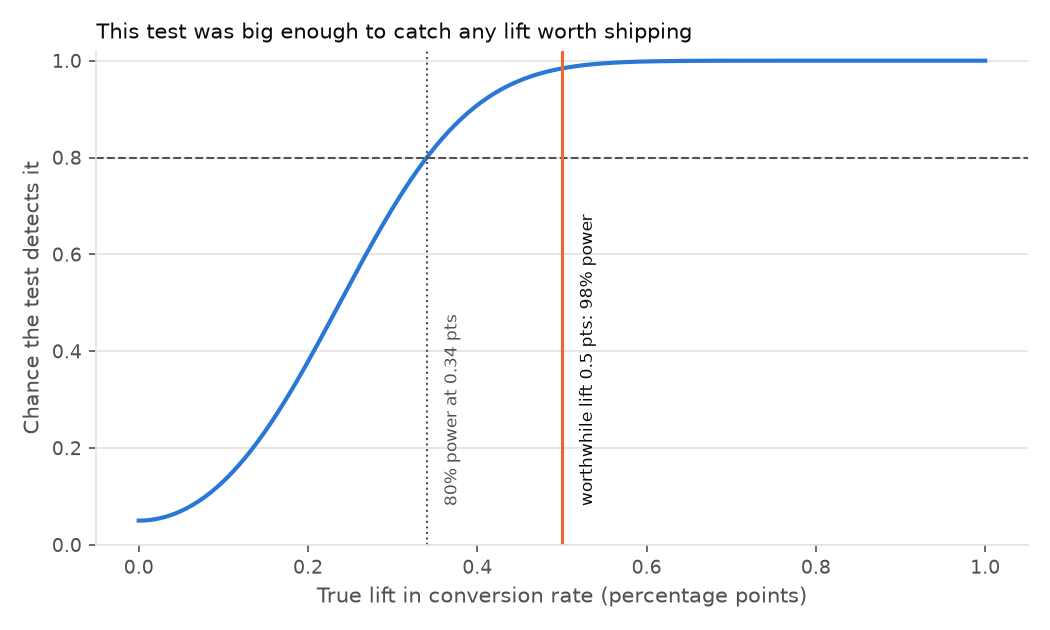 This test was big enough to catch any lift worth shipping
Chance the test detects it
1.0
0.8
0.6
0.4
0.2
0.0
80% power at 0.34 pts
worthwhile lift 0.5 pts: 98% power
0.0
0.2
0.4
0.6
0.8
1.0
True lift in conversion rate (percentage points)